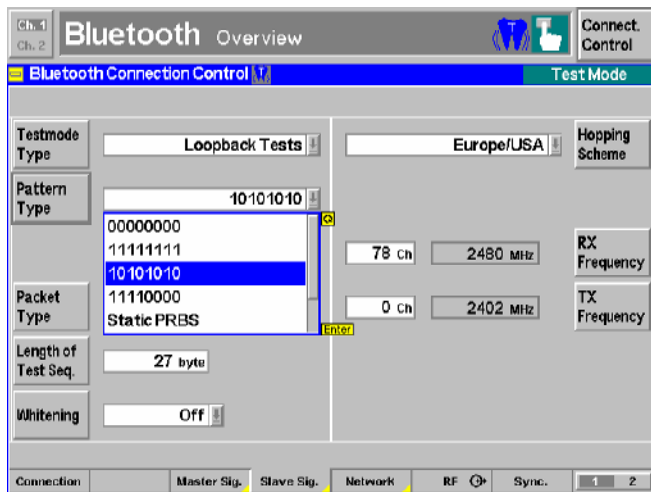 Ch. 1
Ch. 2
Bluetooth Overview
Connect.
Control
Bluetooth Connection Control
Test Mode
Testmode
Type
Loopback Tests
Europe/USA
Hopping
Scheme
Pattern
Type
10101010
00000000
11111111
10101010
11110000
Static PRBS
Enter
78 Ch
2480 MHz
RX
Frequency
Packet
Type
0 Ch
2402 MHz
TX
Frequency
Length of
Test Seq.
27 byte
Whitening
Off
Connection
Master Sig.
Slave Sig.
Network
RF
Sync.
1 2